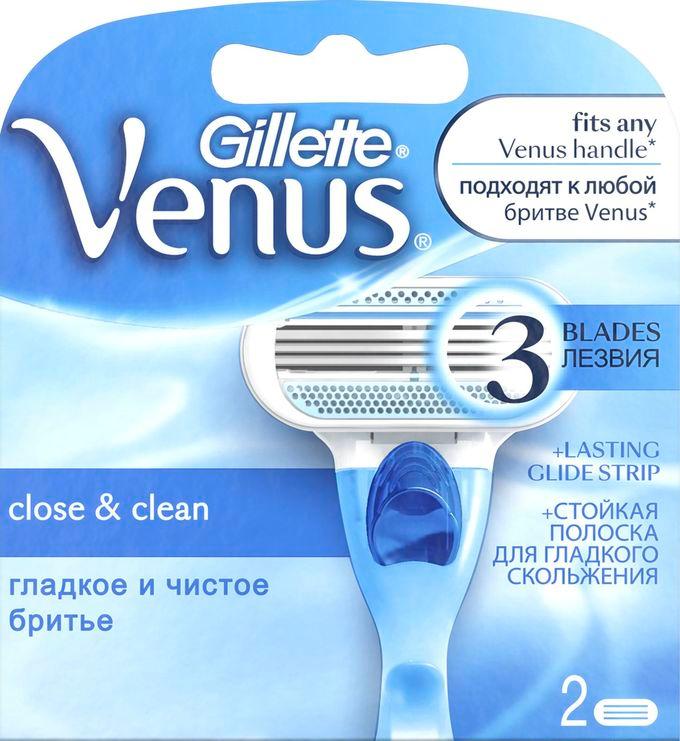 Gillette®
Venus®
fits any
Venus handle*
подходят к любой
бритве Venus*
3 BLADES
ЛЕЗВИЯ
+LASTING
GLIDE STRIP
+СТОЙКАЯ
ПОЛОСКА
ДЛЯ ГЛАДКОГО
СКОЛЬЖЕНИЯ
close & clean
гладкое и чистое
бритье
2